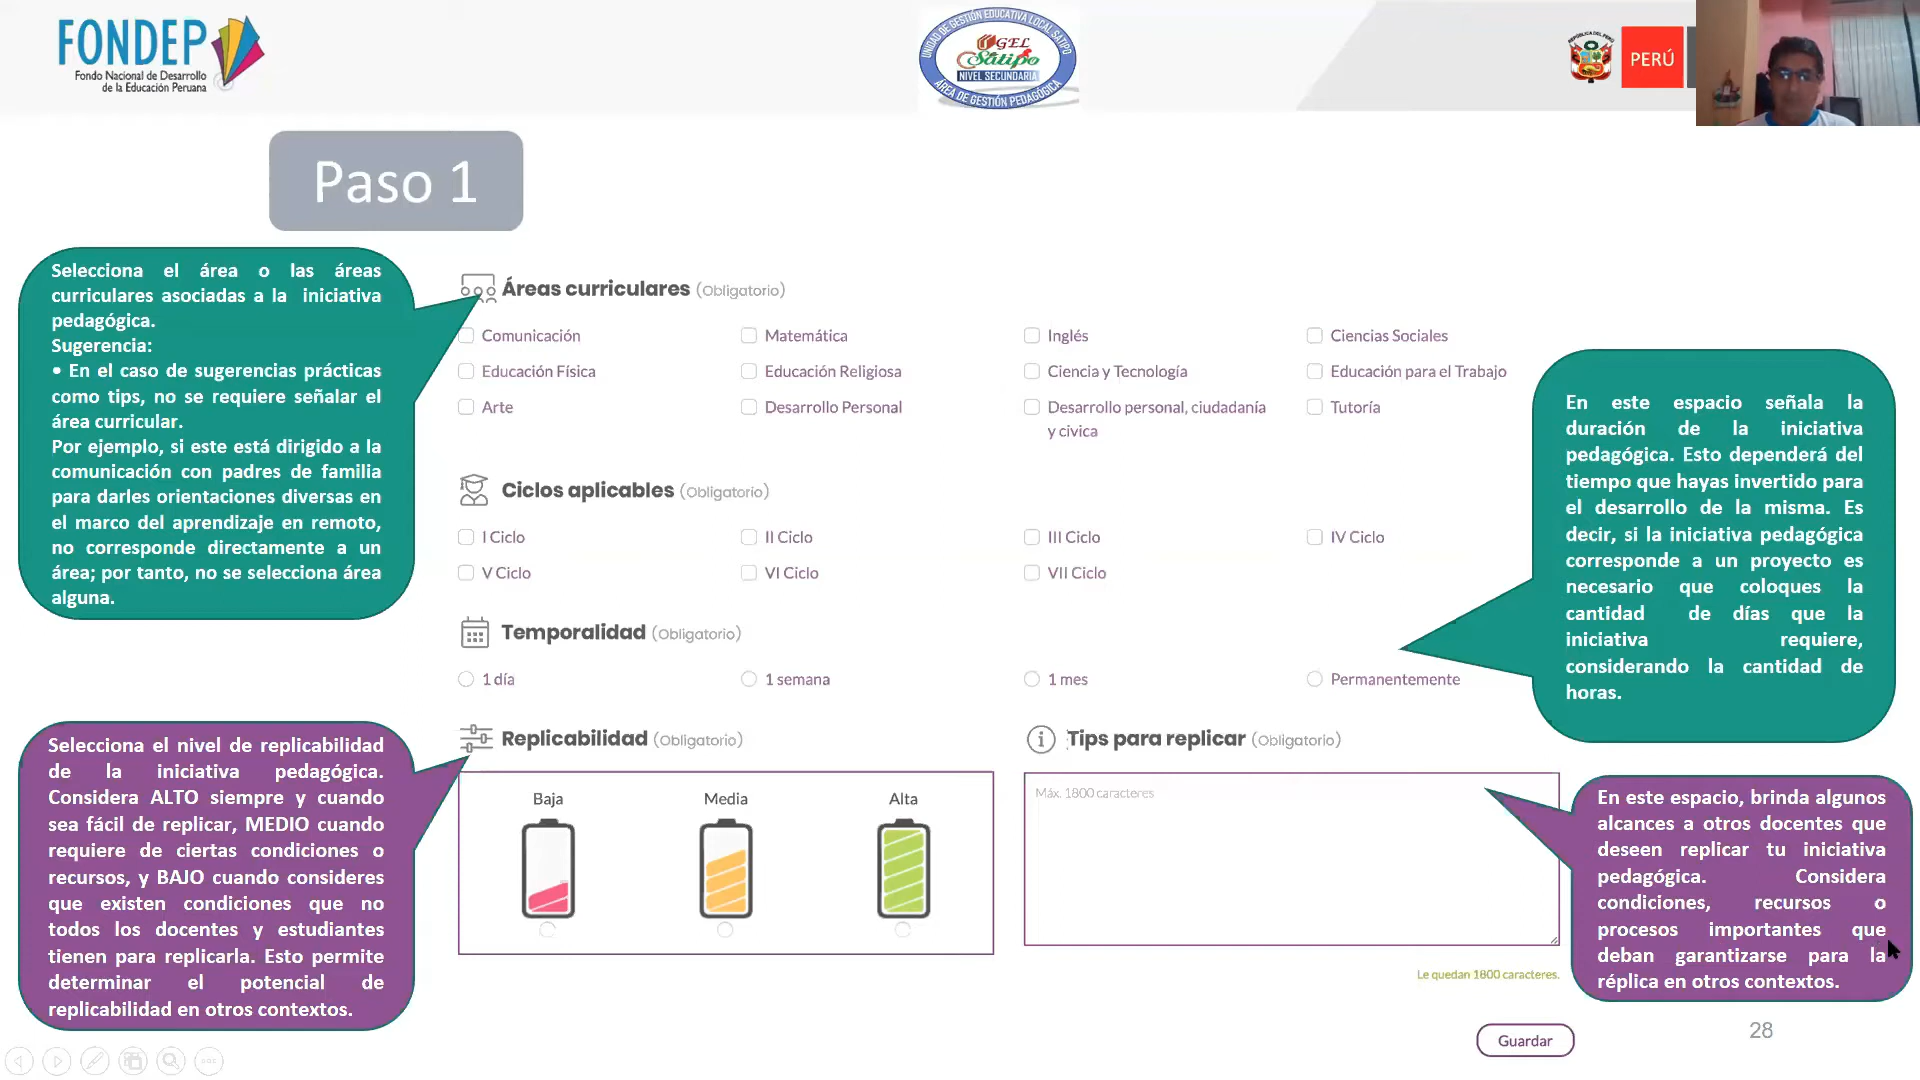 FONDEP
Fondo Nacional de Desarrollo
de la Educación Peruana
UNIDAD DE GESTIÓN EDUCATIVA LOCAL SATIPO
UGEL
Satipo
NIVEL SECUNDARIA
ÁREA DE GESTIÓN PEDAGÓGICA
REPÚBLICA DEL PERÚ
PERÚ
Paso 1
Selecciona el área o las áreas
curriculares asociadas a la iniciativa
pedagógica.
Sugerencia:
• En el caso de sugerencias prácticas
como tips, no se requiere señalar el
área curricular.
Por ejemplo, si este está dirigido a la
comunicación con padres de familia
para darles orientaciones diversas en
el marco del aprendizaje en remoto,
no corresponde directamente a un
área; por tanto, no se selecciona área
alguna.
Áreas curriculares (Obligatorio)
Comunicación
Matemática
Inglés
Ciencias Sociales
Educación Física
Educación Religiosa
Ciencia y Tecnología
Educación para el Trabajo
Arte
Desarrollo Personal
Desarrollo personal, ciudadanía
y civica
Tutoría
Ciclos aplicables (Obligatorio)
I Ciclo
II Ciclo
III Ciclo
IV Ciclo
V Ciclo
VI Ciclo
VII Ciclo
Temporalidad (Obligatorio)
1 día
1 semana
1 mes
Permanentemente
En este espacio señala la
duración de la iniciativa
pedagógica. Esto dependerá del
tiempo que hayas invertido para
el desarrollo de la misma. Es
decir, si la iniciativa pedagógica
corresponde a un proyecto es
necesario que coloques la
cantidad de días que la
iniciativa requiere,
considerando la cantidad de
horas.
Selecciona el nivel de replicabilidad
de la iniciativa pedagógica.
Considera ALTO siempre y cuando
sea fácil de replicar, MEDIO cuando
requiere de ciertas condiciones o
recursos, y BAJO cuando consideres
que existen condiciones que no
todos los docentes y estudiantes
tienen para replicarla. Esto permite
determinar el potencial de
replicabilidad en otros contextos.
Replicabilidad (Obligatorio)
Baja
Media
Alta
Tips para replicar (Obligatorio)
Máx. 1800 caracteres
Le quedan 1800 caracteres.
En este espacio, brinda algunos
alcances a otros docentes que
deseen replicar tu iniciativa
pedagógica. Considera
condiciones, recursos o
procesos importantes que
deban garantizarse para la
réplica en otros contextos.
Guardar
28